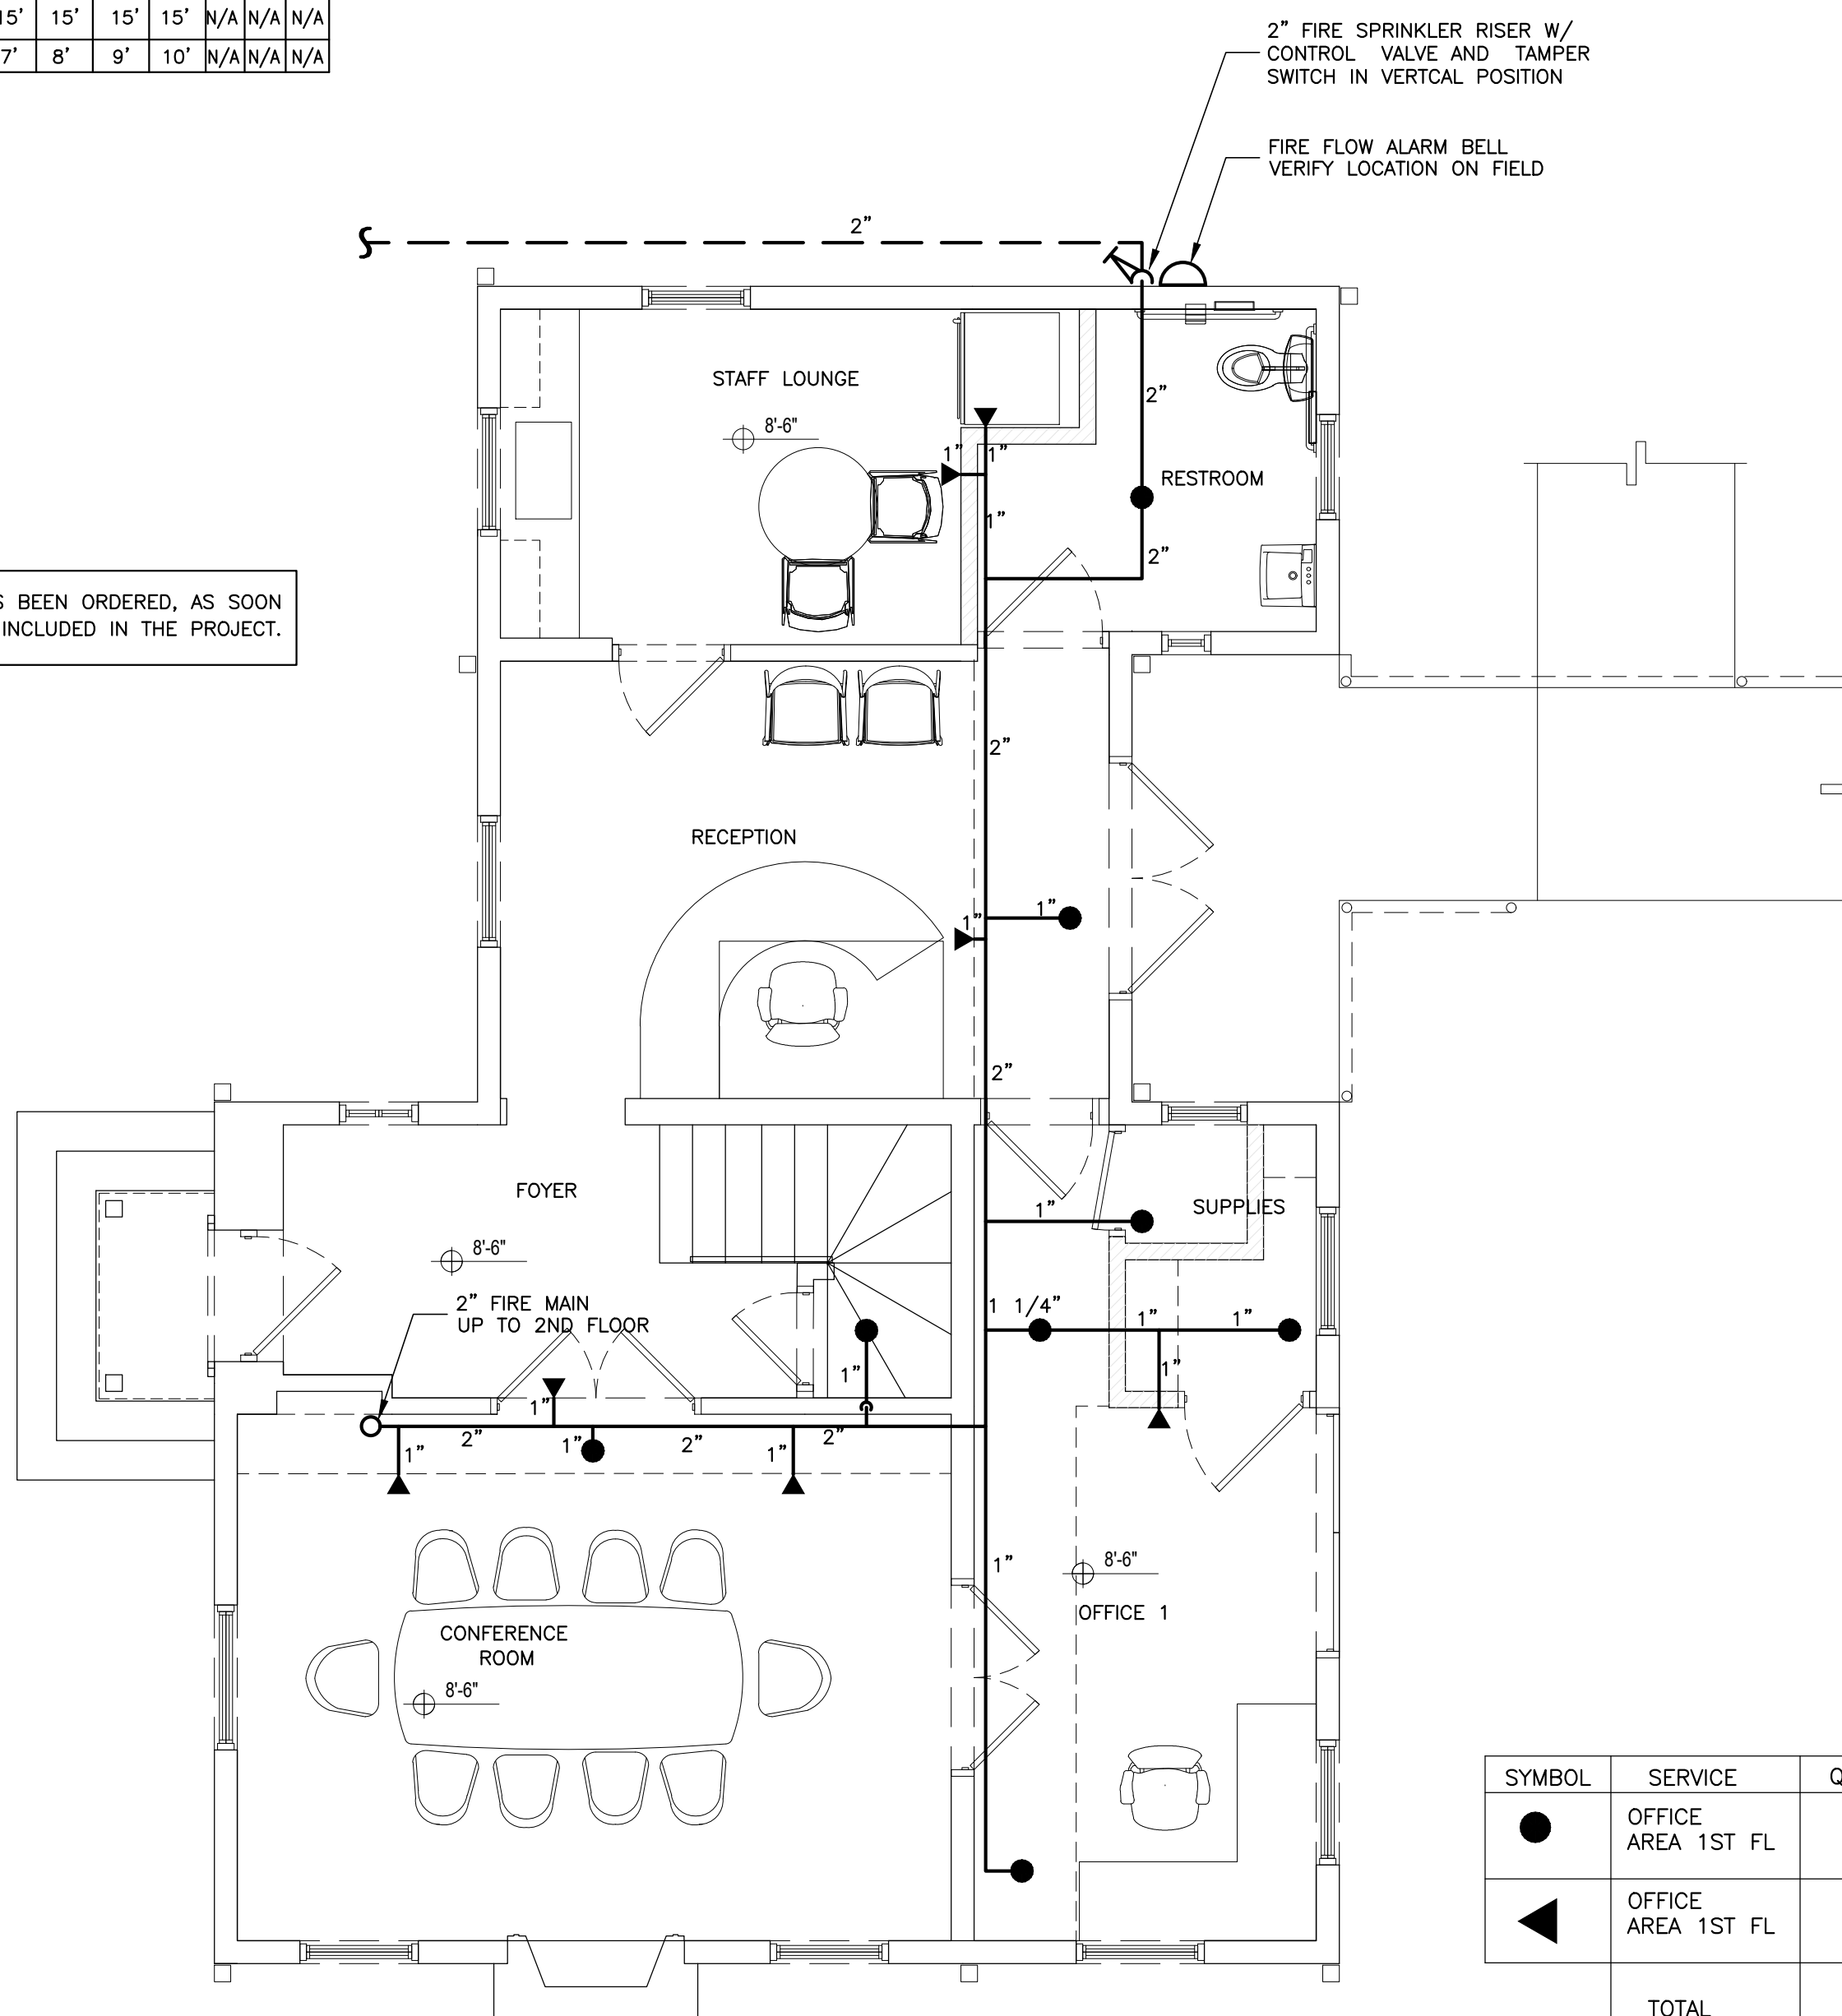 15' 15' 15' 15' N/A N/A N/A
7' 8' 9' 10' N/A N/A N/A
2" FIRE SPRINKLER RISER W/
CONTROL VALVE AND TAMPER
SWITCH IN VERTCAL POSITION
FIRE FLOW ALARM BELL
VERIFY LOCATION ON FIELD
2"
STAFF LOUNGE
8'-6"
2"
1" 1"
RESTROOM
1"
2"
BEEN ORDERED, AS SOON
INCLUDED IN THE PROJECT.
2"
RECEPTION
1"
1"
2"
FOYER
SUPPLIES
1"
8'-6"
2" FIRE MAIN
UP TO 2ND FLOOR
1 1/4"
1" 1"
1"
1"
1"
2" 1" 2" 2"
1" 1"
1"
8'-6"
OFFICE 1
CONFERENCE
ROOM
8'-6"
SYMBOL SERVICE
OFFICE
AREA 1ST FL
OFFICE
AREA 1ST FL
TOTAL